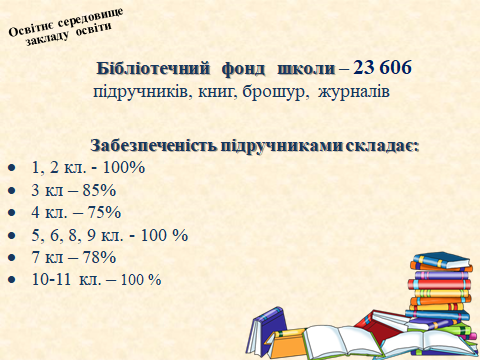 Освітнє середовище
закладу освіти
Бібліотечний фонд школи – 23 606
підручників, книг, брошур, журналів
Забезпеченість підручниками складає:
• 1, 2 кл. - 100%
• 3 кл – 85%
• 4 кл. – 75%
• 5, 6, 8, 9 кл. - 100 %
• 7 кл – 78%
• 10-11 кл. – 100 %